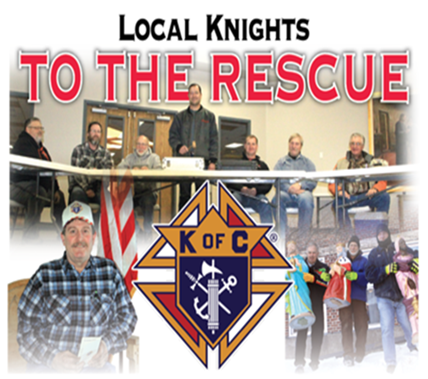 LOCAL KNIGHTS
TO THE RESCUE
K OF C
®